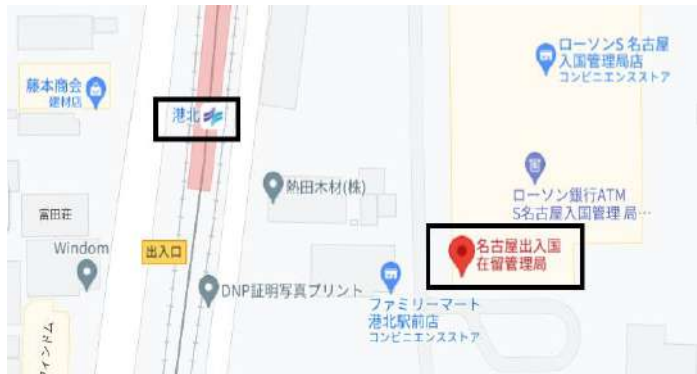 ローソンS 名古屋
入国管理局店
コンビニエンスストア
藤本商会
建材店
港北
熱田木材(株)
ローソン銀行ATM
S名古屋入国管理 局…
富田荘
Windom
出入口
名古屋出入国
在留管理局
DNP証明写真プリント
ファミリーマート
港北駅前店
コンビニエンスストア